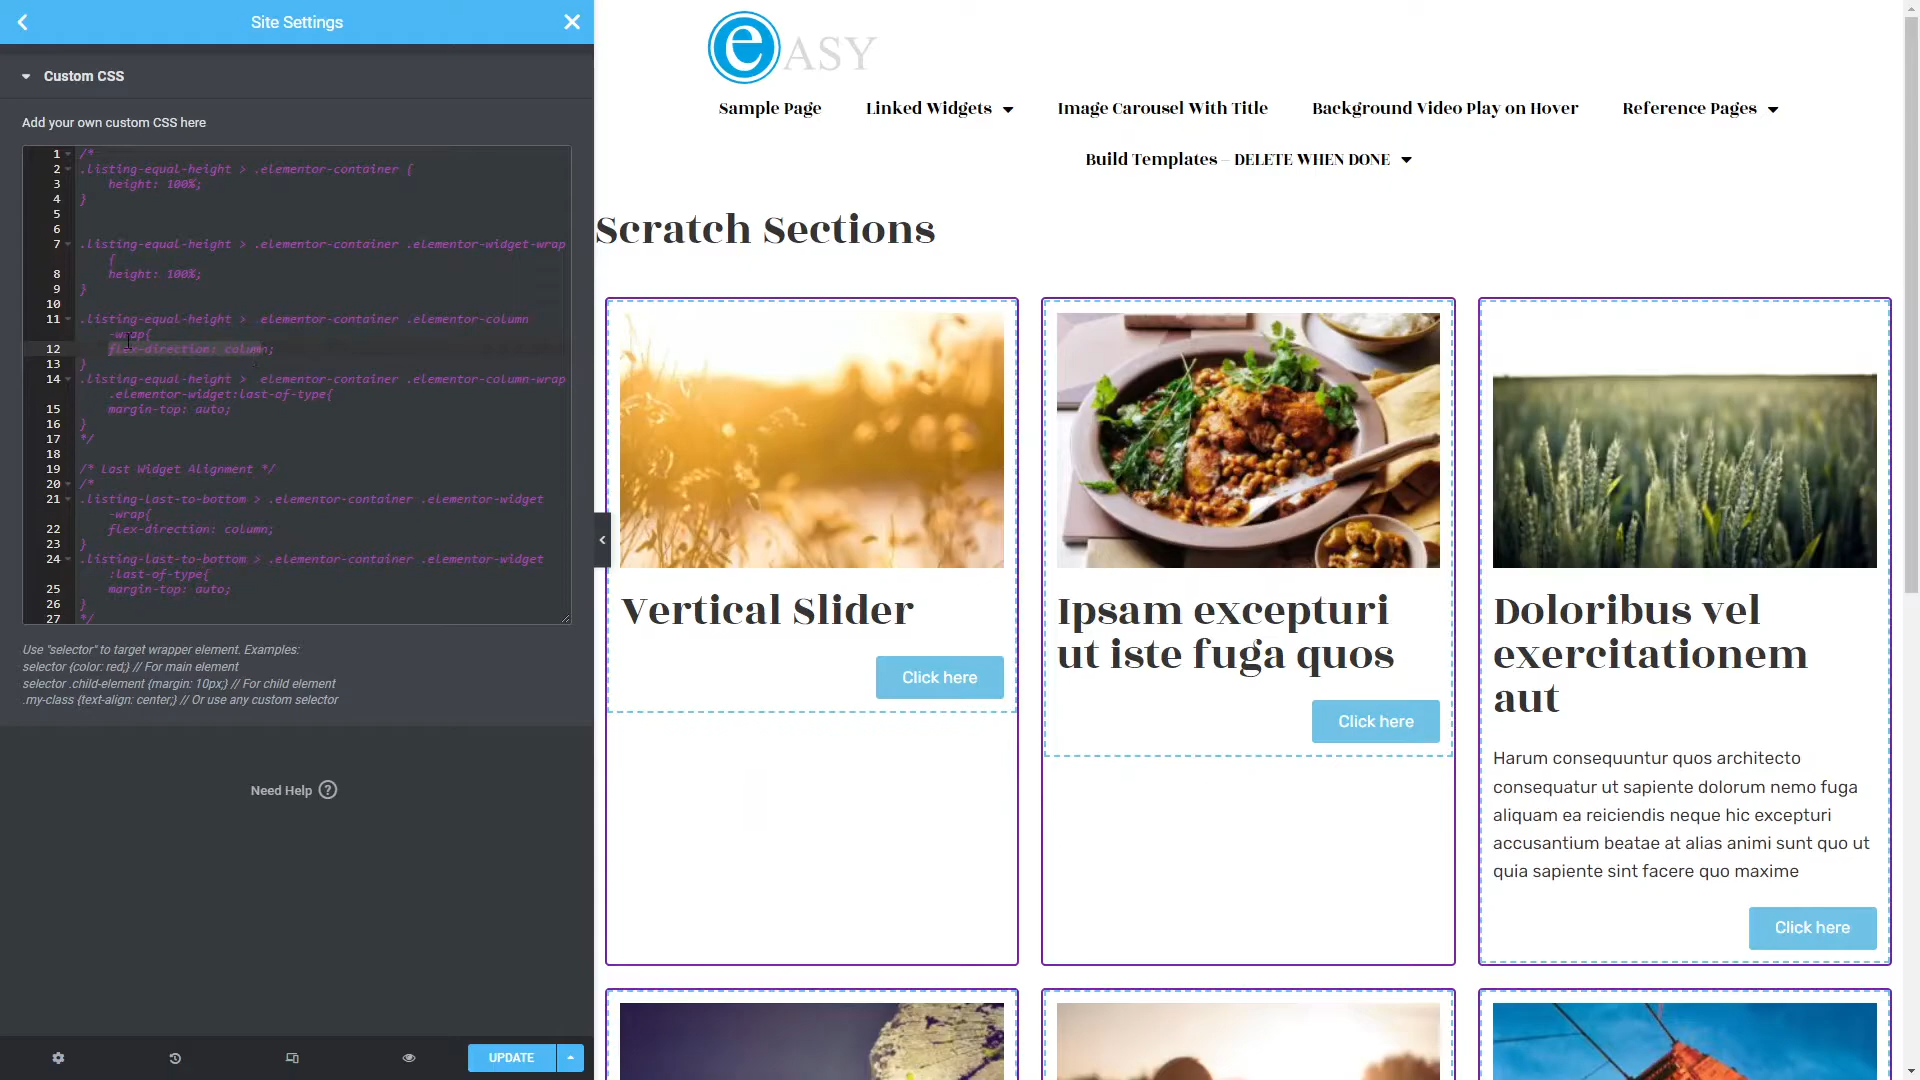 Site Settings
Custom CSS
Add your own custom CSS here
1 /*
2 .listing-equal-height > .elementor-container {
3 height: 100%;
4 }
5
6
7 .listing-equal-height > .elementor-container .elementor-widget-wrap
{
8 height: 100%;
9 }
10
11 .listing-equal-height > elementor-container .elementor-column
-wrap{
12 flex-direction: column;
13 }
14 .listing-equal-height > elementor-container .elementor-column-wrap
.elementor-widget:last-of-type{
15 margin-top: auto;
16 }
17 */
18
19 /* Last Widget Alignment */
20 /*
21 .listing-last-to-bottom > .elementor-container .elementor-widget
-wrap{
22 flex-direction: column;
23 }
24 .listing-last-to-bottom > .elementor-container .elementor-widget
:last-of-type{
25 margin-top: auto;
26 }
27 */
Use "selector" to target wrapper element. Examples:
selector {color: red;} // For main element
selector .child-element {margin: 10px;} // For child element
.my-class {text-align: center;} // Or use any custom selector
Need Help ?
UPDATE
eASY
Sample Page Linked Widgets Image Carousel With Title Background Video Play on Hover Reference Pages
Build Templates – DELETE WHEN DONE
Scratch Sections
Vertical Slider
Click here
Ipsam excepturi
ut iste fuga quos
Click here
Doloribus vel
exercitationem
aut
Harum consequuntur quos architecto
consequatur ut sapiente dolorum nemo fuga
aliquam ea reiciendis neque hic excepturi
accusantium beatae at alias animi sunt quo ut
quia sapiente sint facere quo maxime
Click here